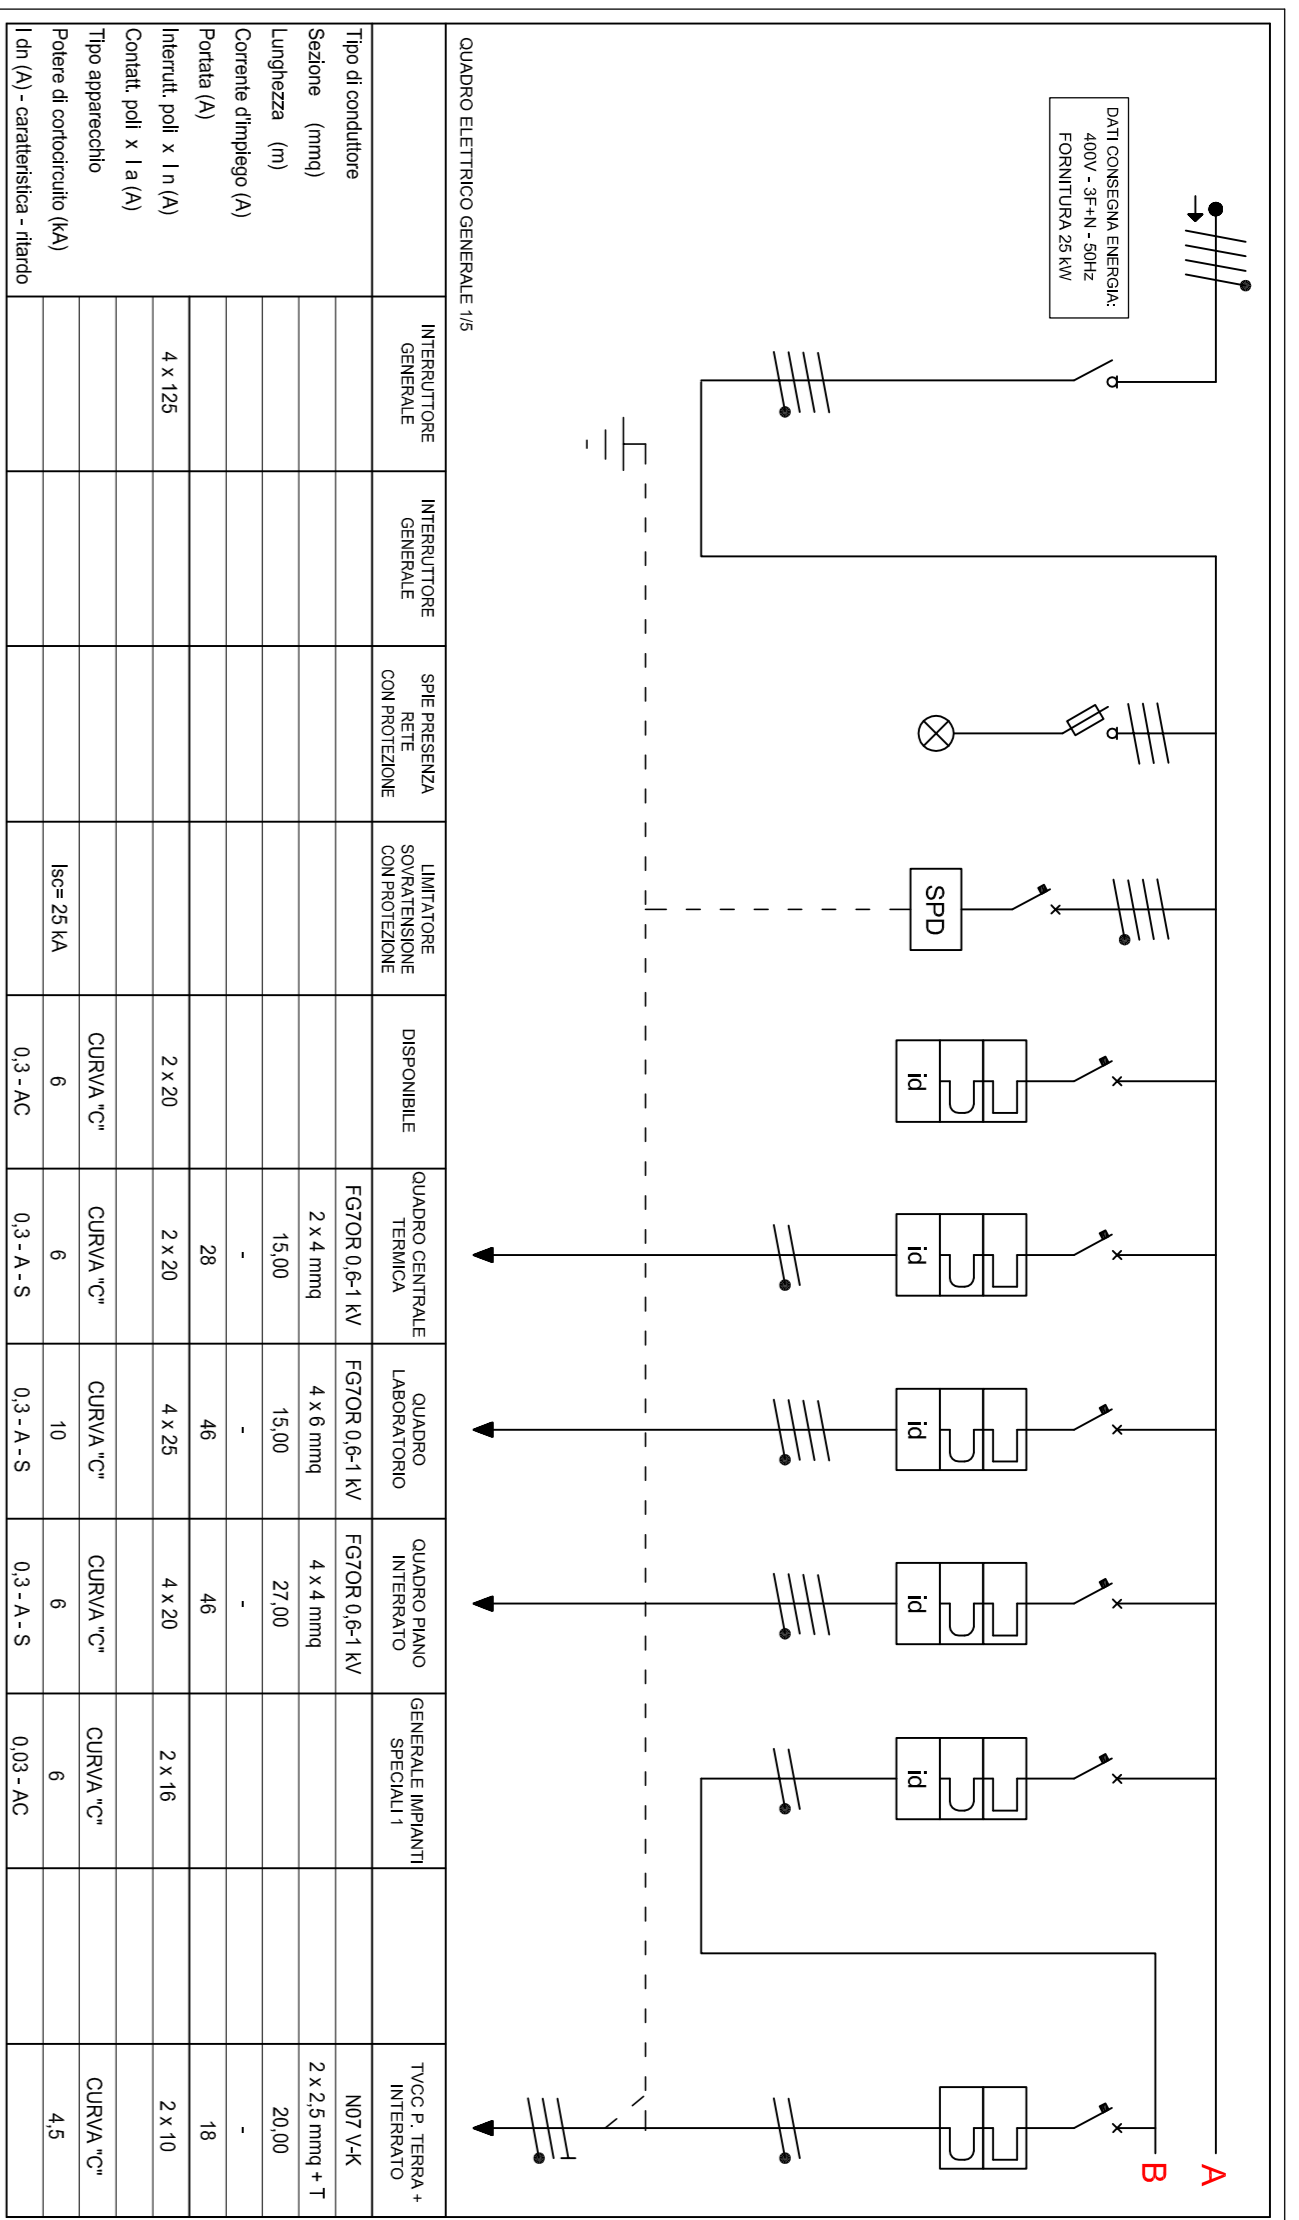 DATI CONSEGNA ENERGIA:
400V - 3F+N - 50Hz
FORNITURA 25 kW
SPD
id
id
id
id
id
A
B
QUADRO ELETTRICO GENERALE 1/5
INTERRUTTORE
GENERALE
INTERRUTTORE
GENERALE
SPIE PRESENZA
RETE
CON PROTEZIONE
LIMITATORE
SOVRATENSIONE
CON PROTEZIONE
DISPONIBILE
QUADRO CENTRALE
TERMICA
QUADRO
LABORATORIO
QUADRO PIANO
INTERRATO
GENERALE IMPIANTI
SPECIALI 1
TVCC P. TERRA +
INTERRATO
Tipo di conduttore FG7OR 0,6-1 kV FG7OR 0,6-1 kV FG7OR 0,6-1 kV N07 V-K
Sezione (mmq) 2 x 4 mmq 4 x 6 mmq 4 x 4 mmq 2 x 2,5 mmq + T
Lunghezza (m) 15,00 15,00 27,00 20,00
Corrente d'impiego (A) - - - -
Portata (A) 28 46 46 18
Interrutt. poli x I n (A) 4 x 125 2 x 20 2 x 20 4 x 25 4 x 20 2 x 16 2 x 10
Contatt. poli x I a (A)
Tipo apparecchio CURVA "C" CURVA "C" CURVA "C" CURVA "C" CURVA "C" CURVA "C"
Potere di cortocircuito (kA) Isc= 25 kA 6 6 10 6 6 4,5
I dn (A) - caratteristica - ritardo 0,3 - AC 0,3 - A - S 0,3 - A - S 0,3 - A - S 0,03 - AC